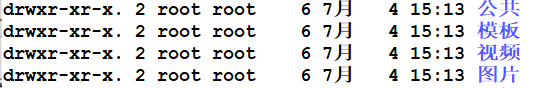 drwxr-xr-x. 2 root root    6 7月   4 15:13 公共
drwxr-xr-x. 2 root root    6 7月   4 15:13 模板
drwxr-xr-x. 2 root root    6 7月   4 15:13 视频
drwxr-xr-x. 2 root root    6 7月   4 15:13 图片